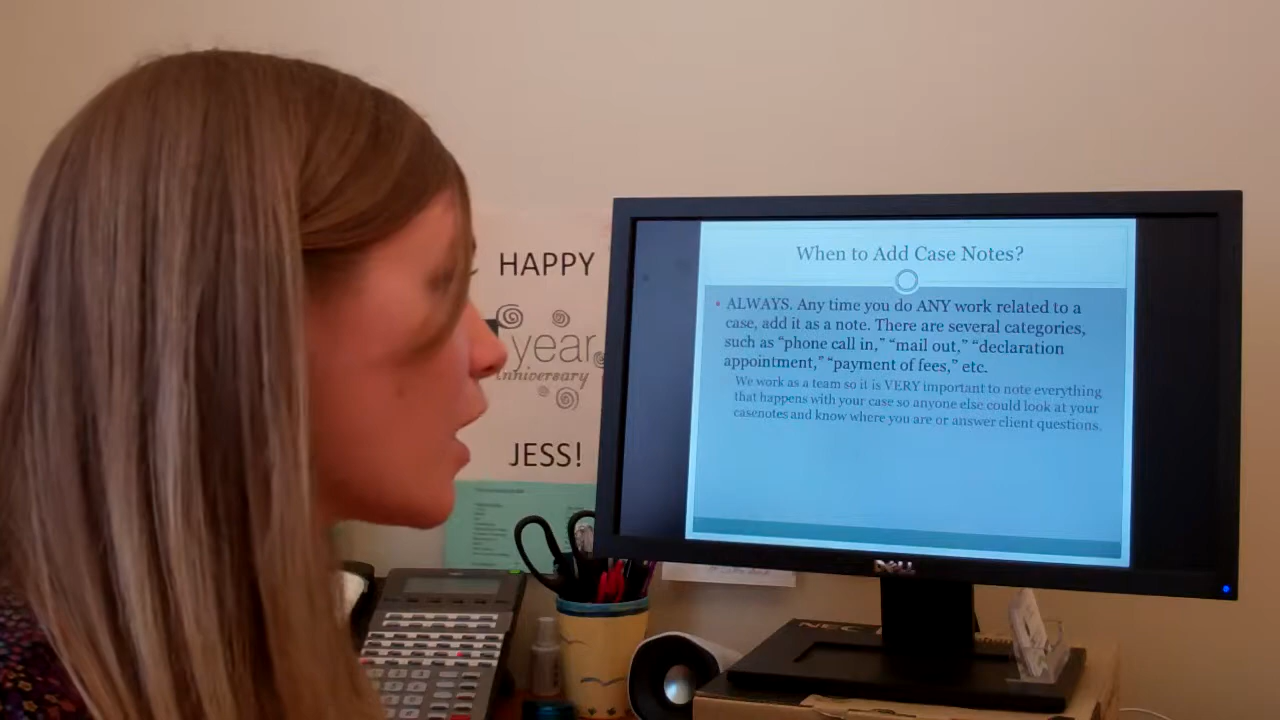 HAPPY
year
Anniversary
JESS!
When to Add Case Notes?
• ALWAYS. Any time you do ANY work related to a
case, add it as a note. There are several categories,
such as “phone call in,” “mail out,” “declaration
appointment,” “payment of fees,” etc.
We work as a team so it is VERY important to note everything
that happens with your case so anyone else could look at your
casenotes and know where you are or answer client questions.
DELL
NEC